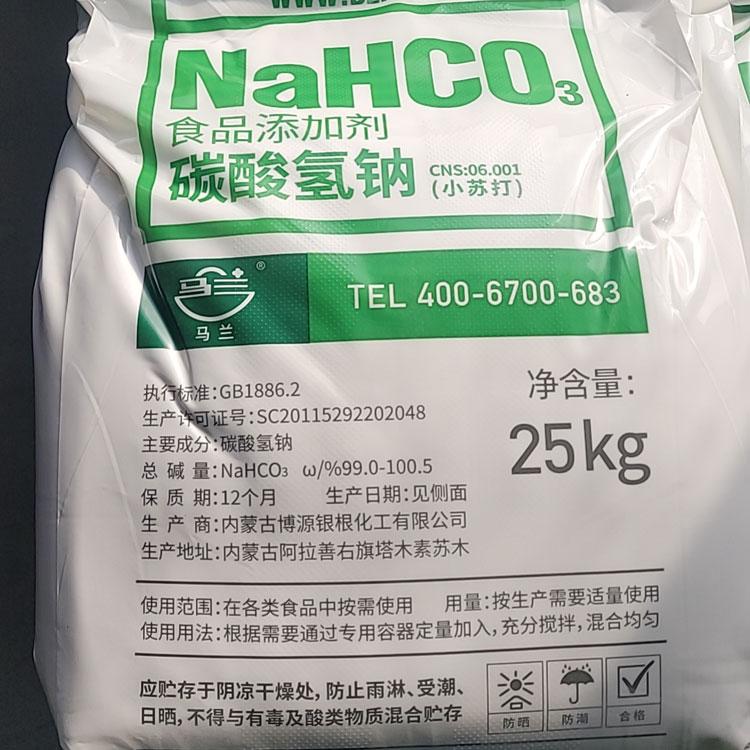 NaHCO₃
食品添加剂
碳酸氢钠 CNS:06.001 (小苏打)
马兰®
马兰
TEL 400-6700-683
执行标准:GB1886.2
生产许可证号:SC20115292202048
主要成分:碳酸氢钠
总碱量:NaHCO₃ ω/%99.0-100.5
保质期:12个月 生产日期:见侧面
生产商:内蒙古博源银根化工有限公司
生产地址:内蒙古阿拉善右旗塔木素苏木
净含量:
25kg
使用范围:在各类食品中按需使用 用量:按生产需要适量使用
使用用法:根据需要通过专用容器定量加入,充分搅拌,混合均匀
应贮存于阴凉干燥处,防止雨淋、受潮、
日晒,不得与有毒及酸类物质混合贮存
防晒 防潮 合格